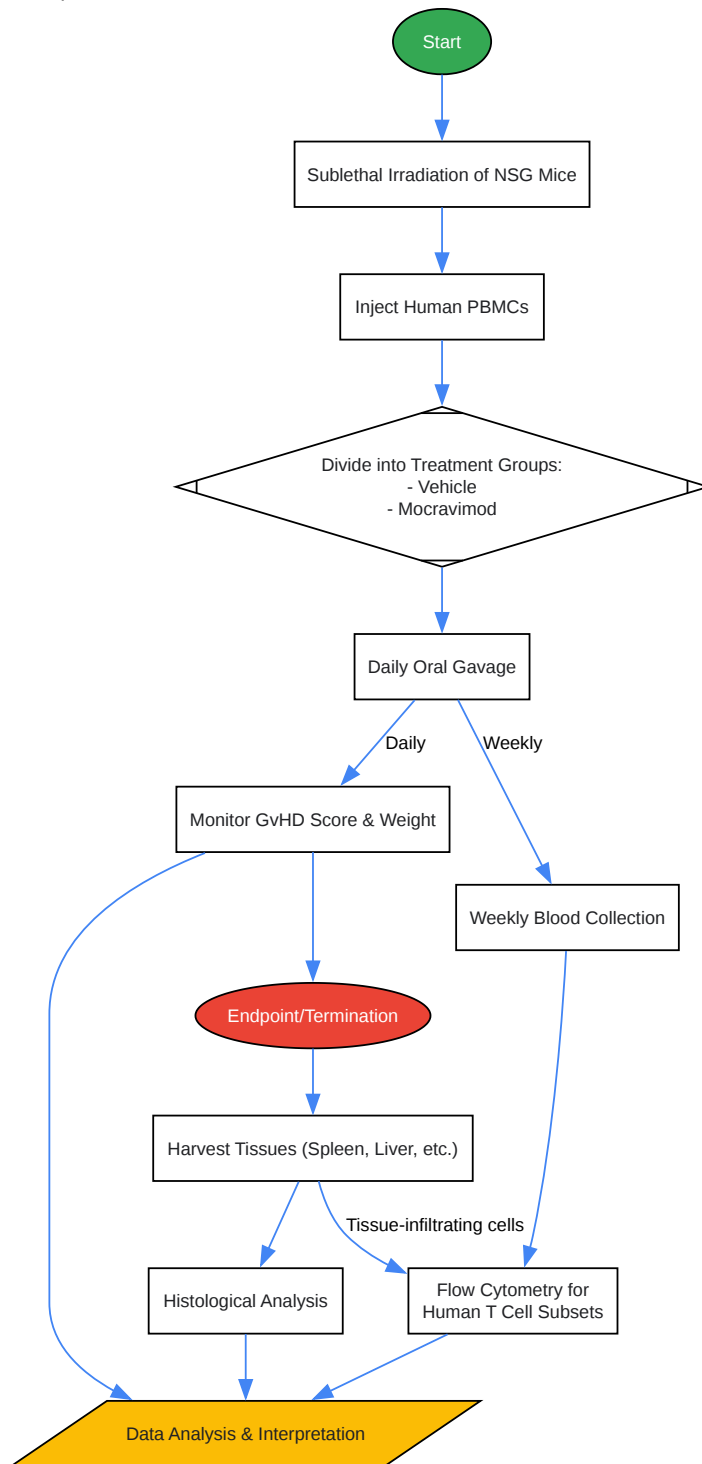 Start
Sublethal Irradiation of NSG Mice
Inject Human PBMCs
Divide into Treatment Groups:
- Vehicle
- Mocravimod
Daily Oral Gavage
Daily
Weekly
Monitor GvHD Score & Weight
Weekly Blood Collection
Endpoint/Termination
Harvest Tissues (Spleen, Liver, etc.)
Tissue-infiltrating cells
Histological Analysis
Flow Cytometry for
Human T Cell Subsets
Data Analysis & Interpretation